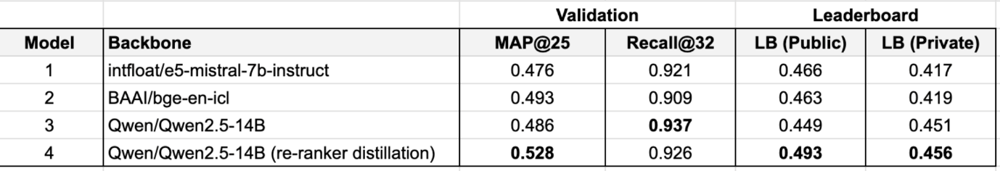 Validation Leaderboard
Model Backbone MAP@25 Recall@32 LB (Public) LB (Private)
1 intfloat/e5-mistral-7b-instruct 0.476 0.921 0.466 0.417
2 BAAI/bge-en-icl 0.493 0.909 0.463 0.419
3 Qwen/Qwen2.5-14B 0.486 0.937 0.449 0.451
4 Qwen/Qwen2.5-14B (re-ranker distillation) 0.528 0.926 0.493 0.456